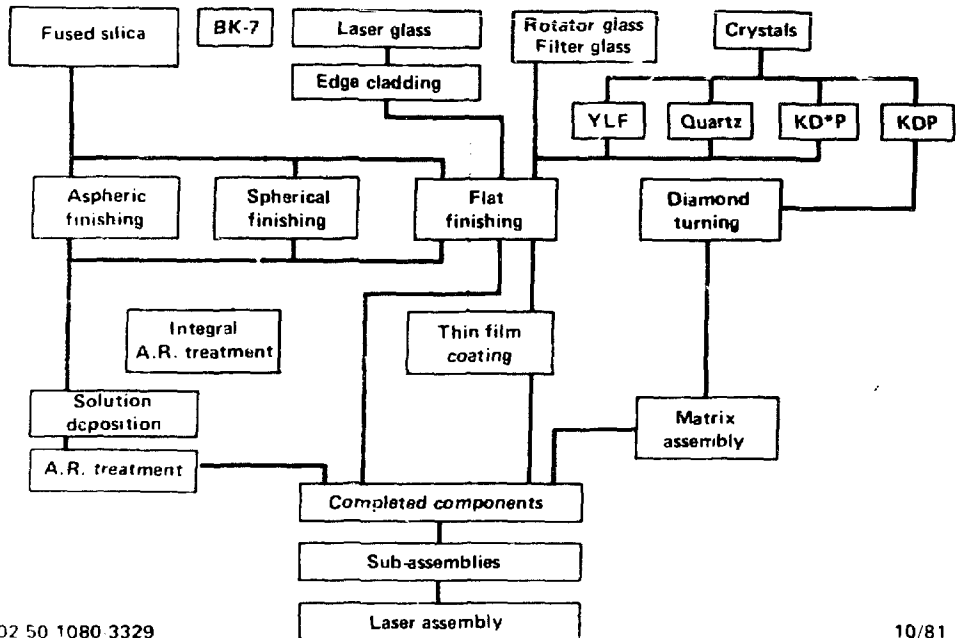 Fused silica
BK-7
Laser glass
Rotator glass
Filter glass
Crystals
Edge cladding
YLF
Quartz
KD*P
KDP
Aspheric
finishing
Spherical
finishing
Flat
finishing
Diamond
turning
Integral
A.R. treatment
Thin film
coating
Solution
deposition
Matrix
assembly
A.R. treatment
Completed components
Sub-assemblies
Laser assembly
02 50 1080 3329
10/81